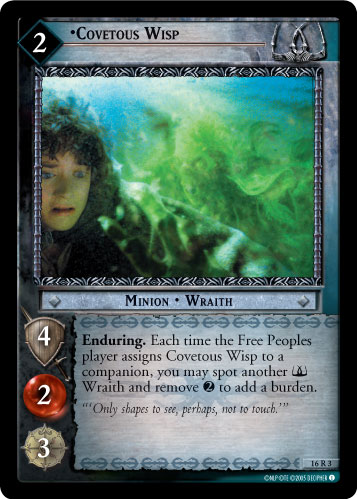 2
•Covetous Wisp
Minion • Wraith
4
Enduring. Each time the Free Peoples
player assigns Covetous Wisp to a
companion, you may spot another
Wraith and remove 2 to add a burden.
2
“‘Only shapes to see, perhaps, not to touch.’”
3
16 R 3
©NLP ©TE ©2005 DECIPHER